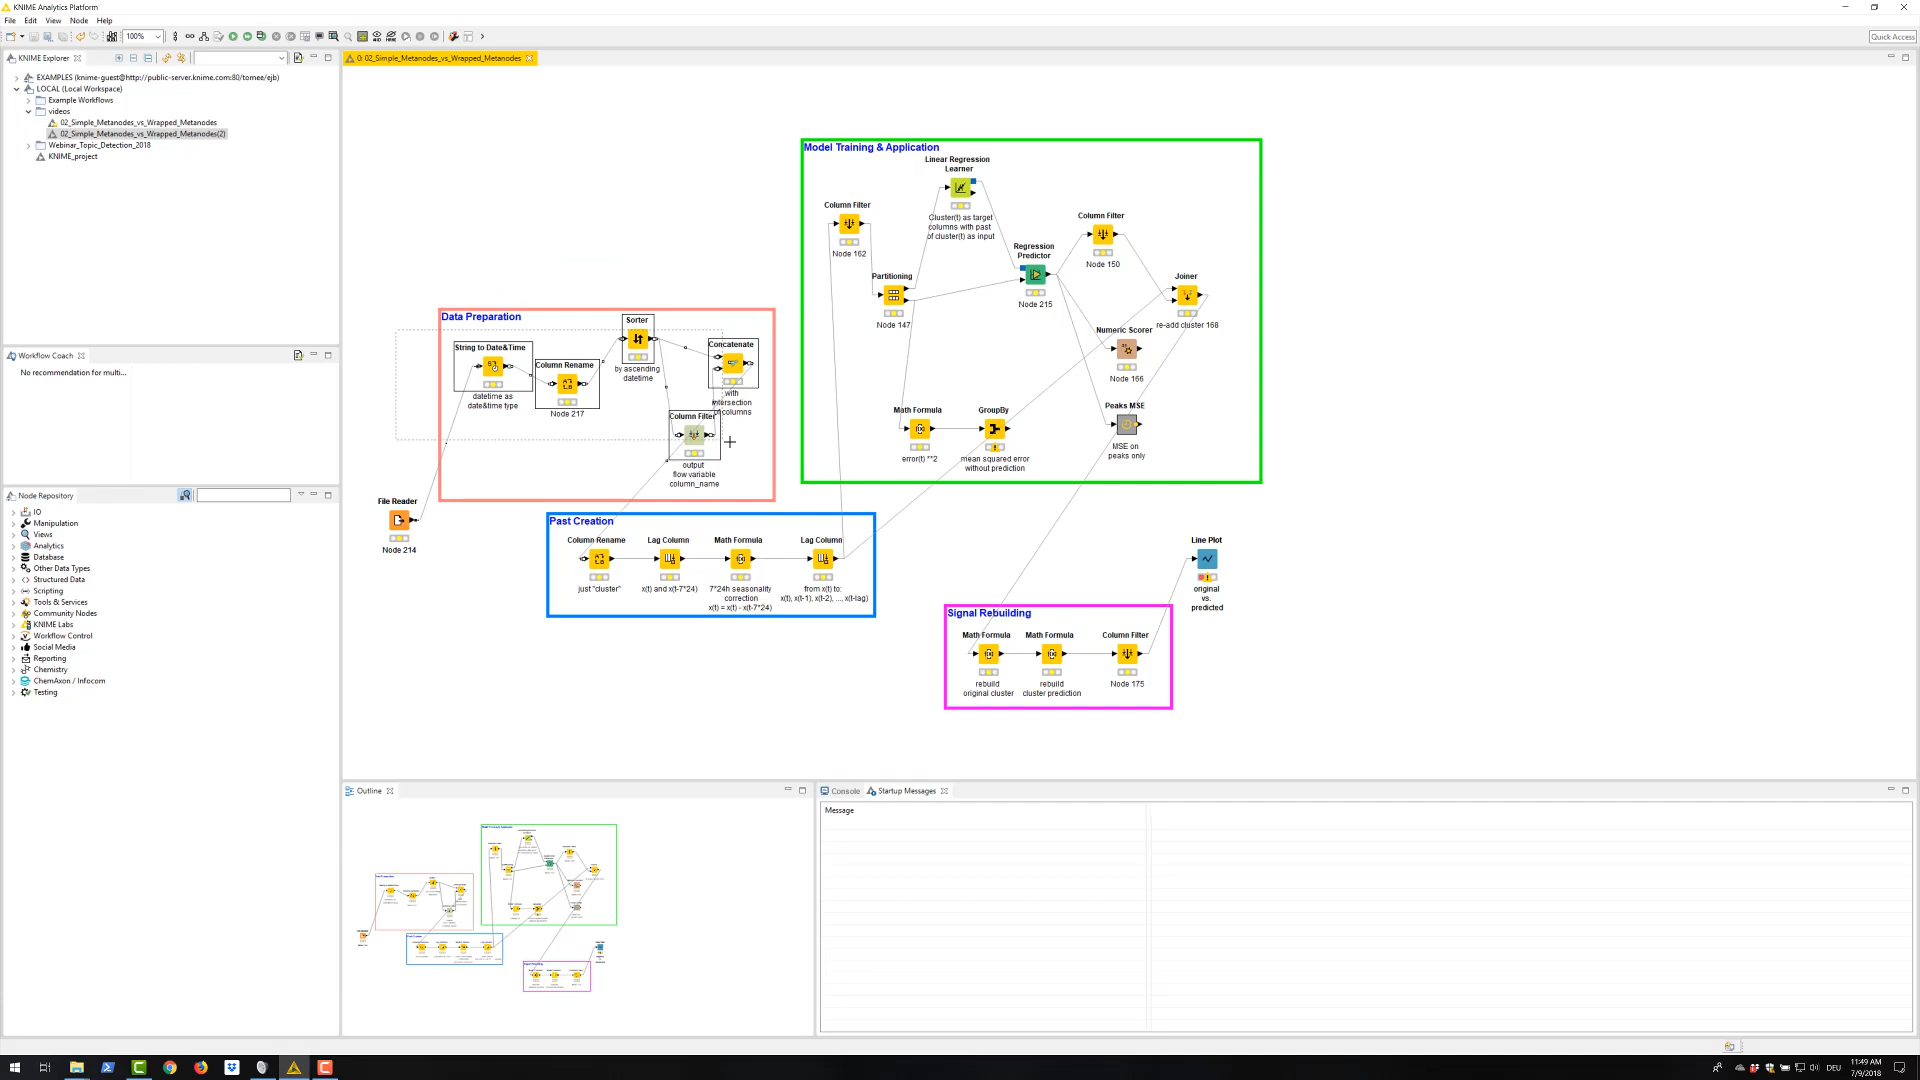 KNIME Analytics Platform
File Edit View Node Help
100%
Quick Access
KNIME Explorer
EXAMPLES (knime-guest@http://public-server.knime.com:80/tomee/ejb)
LOCAL (Local Workspace)
Example Workflows
videos
02_Simple_Metanodes_vs_Wrapped_Metanodes
02_Simple_Metanodes_vs_Wrapped_Metanodes(2)
Webinar_Topic_Detection_2018
KNIME_project
Workflow Coach
No recommendation for multi...
Node Repository
IO
Manipulation
Views
Analytics
Database
Other Data Types
Structured Data
Scripting
Tools & Services
Community Nodes
KNIME Labs
Workflow Control
Social Media
Reporting
Chemistry
ChemAxon / Infocom
Testing
0: 02_Simple_Metanodes_vs_Wrapped_Metanodes
File Reader
Node 214
Data Preparation
String to Date&Time
datetime as
date&time type
Column Rename
Node 217
Sorter
by ascending
datetime
Concatenate
with
intersection
of columns
Column Filter
output
flow variable
column_name
Past Creation
Column Rename
just "cluster"
Lag Column
x(t) and x(t-7*24)
Math Formula
7*24h seasonality
correction
x(t) = x(t) - x(t-7*24)
Lag Column
from x(t) to:
x(t), x(t-1), x(t-2), ..., x(t-lag)
Model Training & Application
Linear Regression
Learner
Cluster(t) as target
columns with past
of cluster(t) as input
Column Filter
Node 162
Partitioning
Node 147
Regression
Predictor
Node 215
Column Filter
Node 150
Joiner
re-add cluster 168
Numeric Scorer
Node 166
Peaks MSE
MSE on
peaks only
Math Formula
error(t) **2
GroupBy
mean squared error
without prediction
Signal Rebuilding
Math Formula
rebuild
original cluster
Math Formula
rebuild
cluster prediction
Column Filter
Node 175
Line Plot
original
vs.
predicted
Outline
Console
Startup Messages
Message
DEU
11:49 AM
7/9/2018